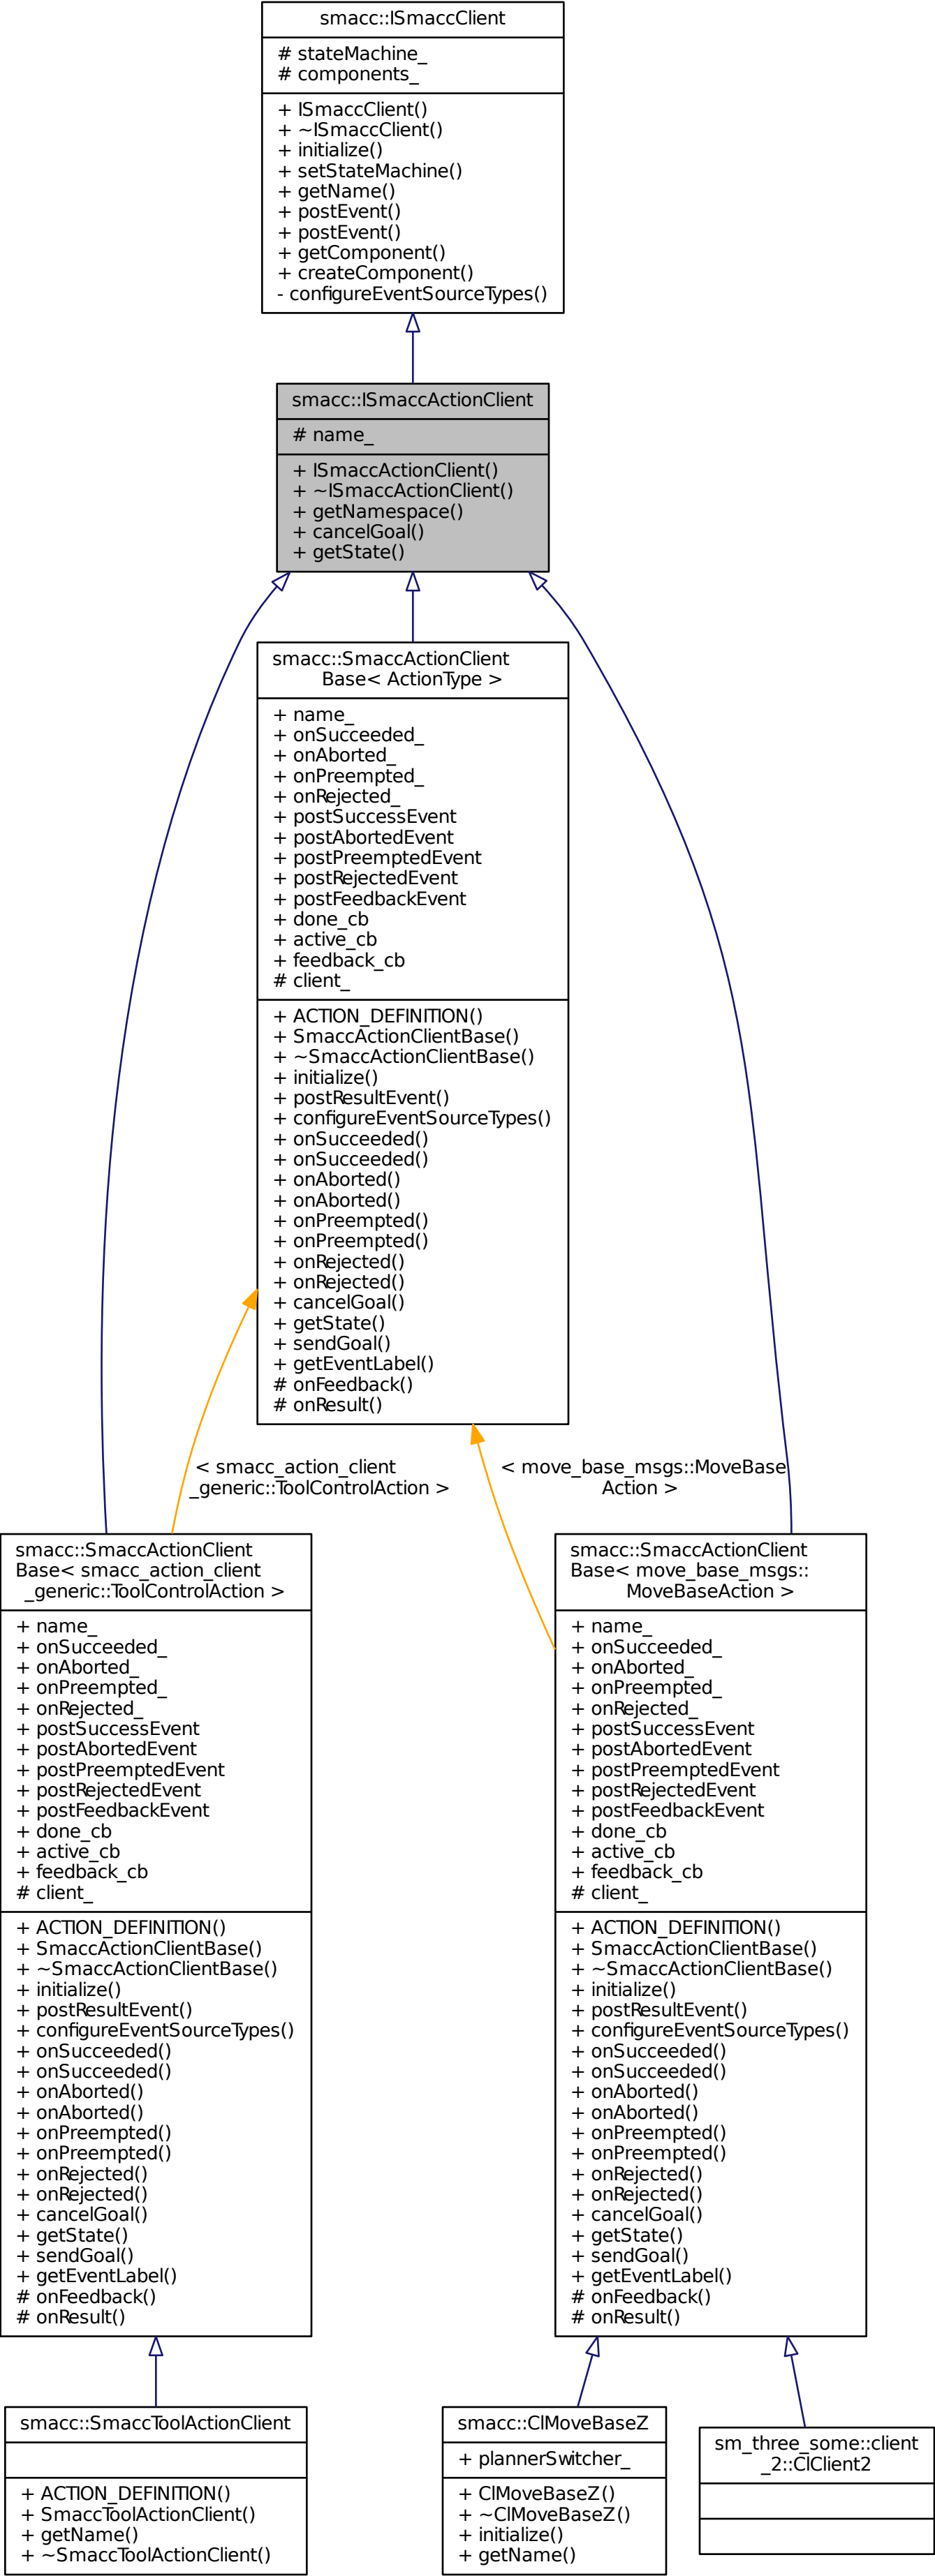 smacc::ISmaccClient
# stateMachine_
# components_
+ ISmaccClient()
+ ~ISmaccClient()
+ initialize()
+ setStateMachine()
+ getName()
+ postEvent()
+ postEvent()
+ getComponent()
+ createComponent()
- configureEventSourceTypes()
smacc::ISmaccActionClient
# name_
+ ISmaccActionClient()
+ ~ISmaccActionClient()
+ getNamespace()
+ cancelGoal()
+ getState()
smacc::SmaccActionClient
Base< ActionType >
+ name_
+ onSucceeded_
+ onAborted_
+ onPreempted_
+ onRejected_
+ postSuccessEvent
+ postAbortedEvent
+ postPreemptedEvent
+ postRejectedEvent
+ postFeedbackEvent
+ done_cb
+ active_cb
+ feedback_cb
# client_
+ ACTION_DEFINITION()
+ SmaccActionClientBase()
+ ~SmaccActionClientBase()
+ initialize()
+ postResultEvent()
+ configureEventSourceTypes()
+ onSucceeded()
+ onSucceeded()
+ onAborted()
+ onAborted()
+ onPreempted()
+ onPreempted()
+ onRejected()
+ onRejected()
+ cancelGoal()
+ getState()
+ sendGoal()
+ getEventLabel()
# onFeedback()
# onResult()
< smacc_action_client
_generic::ToolControlAction >
< move_base_msgs::MoveBase
Action >
smacc::SmaccActionClient
Base< smacc_action_client
_generic::ToolControlAction >
+ name_
+ onSucceeded_
+ onAborted_
+ onPreempted_
+ onRejected_
+ postSuccessEvent
+ postAbortedEvent
+ postPreemptedEvent
+ postRejectedEvent
+ postFeedbackEvent
+ done_cb
+ active_cb
+ feedback_cb
# client_
+ ACTION_DEFINITION()
+ SmaccActionClientBase()
+ ~SmaccActionClientBase()
+ initialize()
+ postResultEvent()
+ configureEventSourceTypes()
+ onSucceeded()
+ onSucceeded()
+ onAborted()
+ onAborted()
+ onPreempted()
+ onPreempted()
+ onRejected()
+ onRejected()
+ cancelGoal()
+ getState()
+ sendGoal()
+ getEventLabel()
# onFeedback()
# onResult()
smacc::SmaccActionClient
Base< move_base_msgs::
MoveBaseAction >
+ name_
+ onSucceeded_
+ onAborted_
+ onPreempted_
+ onRejected_
+ postSuccessEvent
+ postAbortedEvent
+ postPreemptedEvent
+ postRejectedEvent
+ postFeedbackEvent
+ done_cb
+ active_cb
+ feedback_cb
# client_
+ ACTION_DEFINITION()
+ SmaccActionClientBase()
+ ~SmaccActionClientBase()
+ initialize()
+ postResultEvent()
+ configureEventSourceTypes()
+ onSucceeded()
+ onSucceeded()
+ onAborted()
+ onAborted()
+ onPreempted()
+ onPreempted()
+ onRejected()
+ onRejected()
+ cancelGoal()
+ getState()
+ sendGoal()
+ getEventLabel()
# onFeedback()
# onResult()
smacc::SmaccToolActionClient
+ ACTION_DEFINITION()
+ SmaccToolActionClient()
+ getName()
+ ~SmaccToolActionClient()
smacc::ClMoveBaseZ
+ plannerSwitcher_
+ ClMoveBaseZ()
+ ~ClMoveBaseZ()
+ initialize()
+ getName()
sm_three_some::client
_2::ClClient2